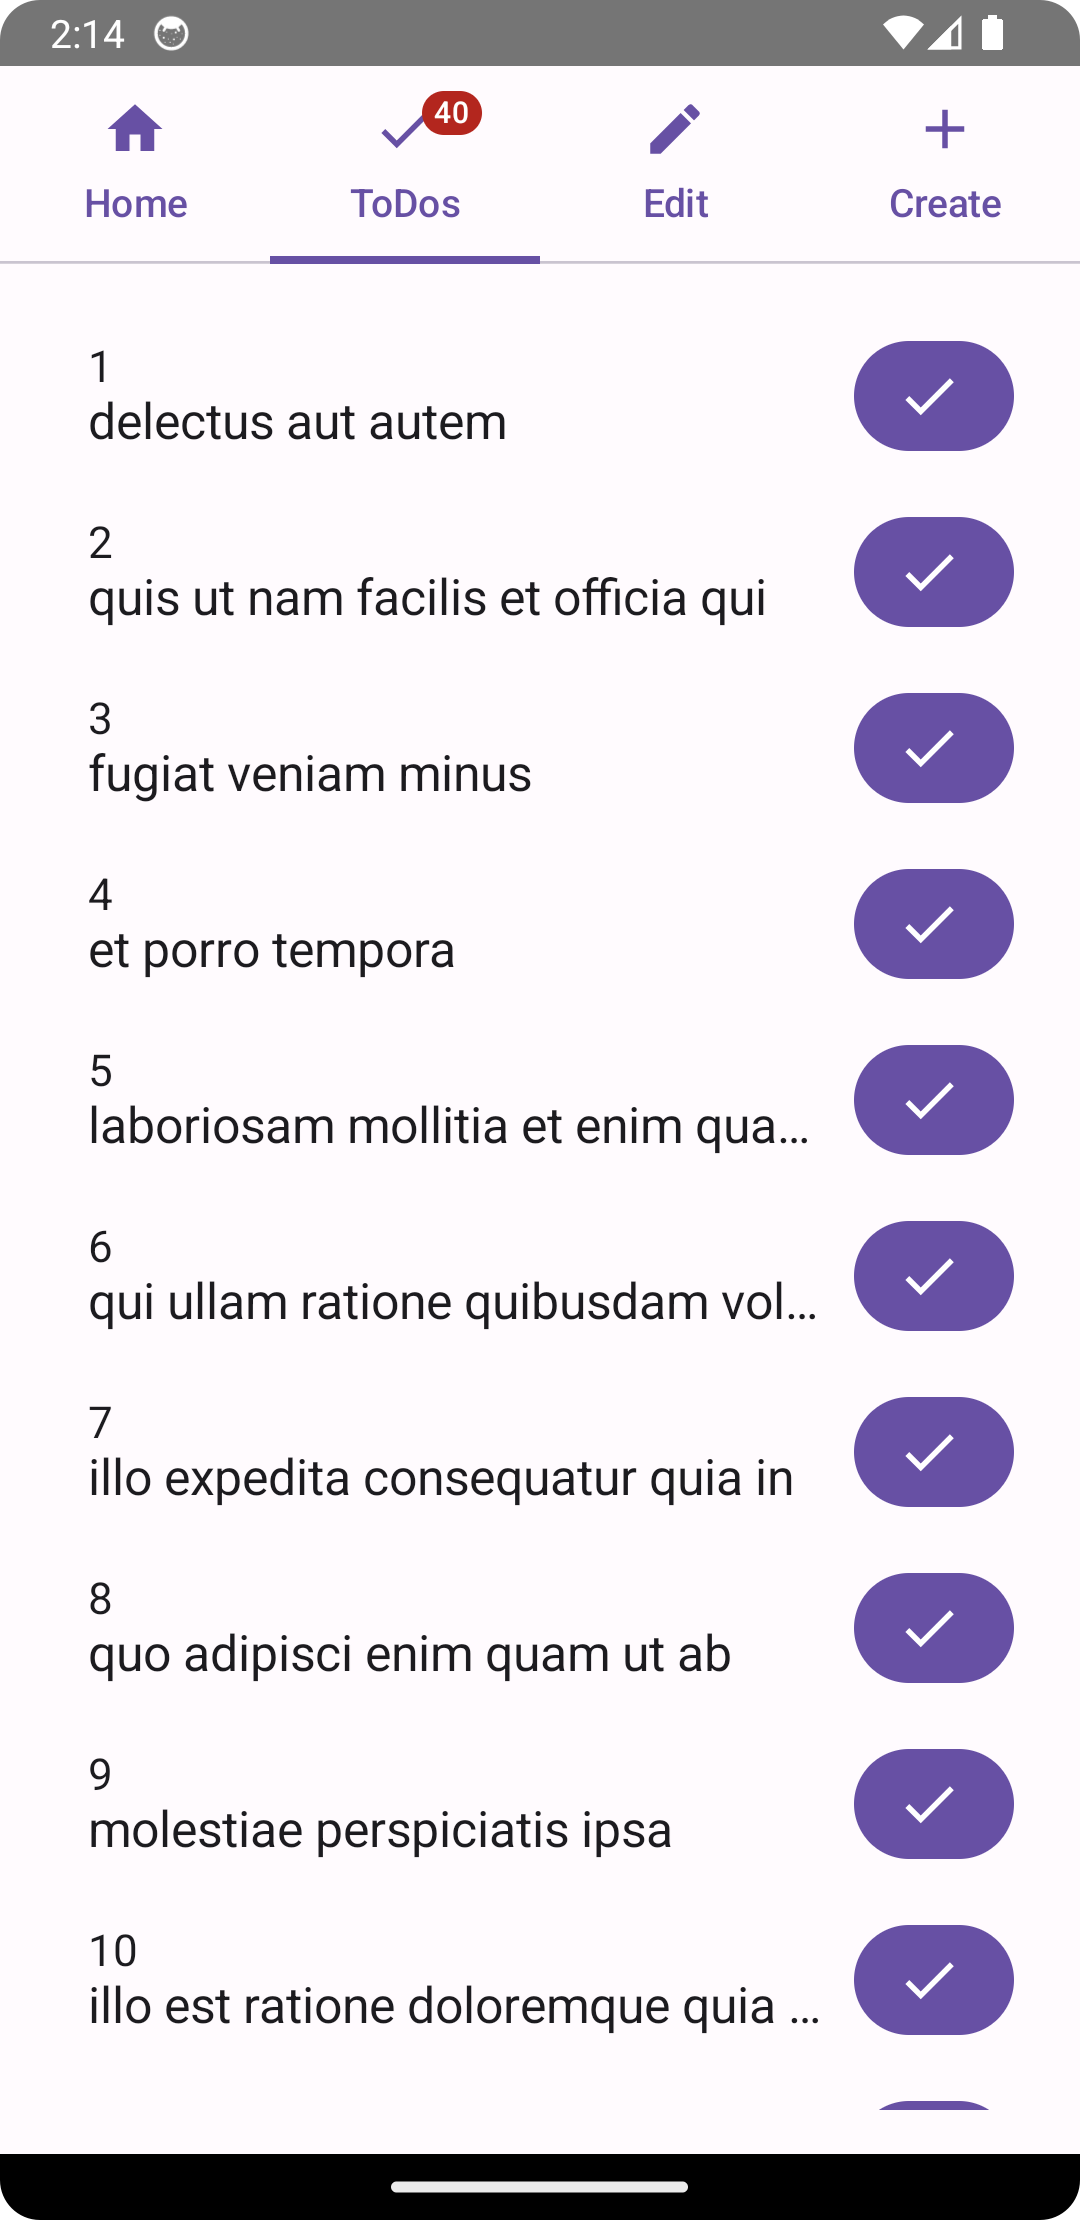 2:14
40
Home ToDos Edit Create
1
delectus aut autem
2
quis ut nam facilis et officia qui
3
fugiat veniam minus
4
et porro tempora
5
laboriosam mollitia et enim qua...
6
qui ullam ratione quibusdam vol...
7
illo expedita consequatur quia in
8
quo adipisci enim quam ut ab
9
molestiae perspiciatis ipsa
10
illo est ratione doloremque quia ...